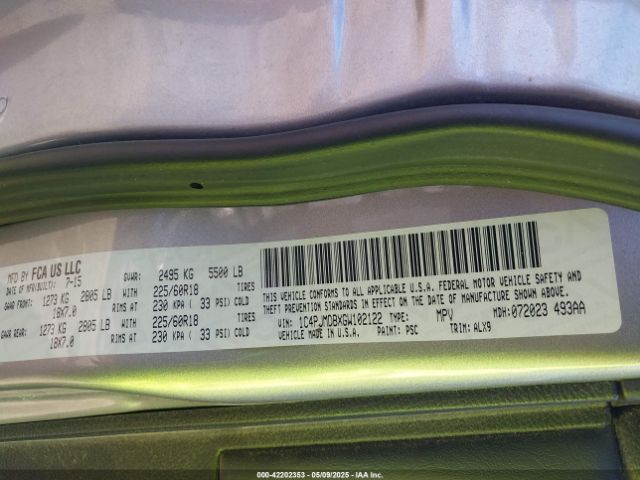 MFD BY FCA US LLC
DATE OF MFR(BUILT): 7-15 GVWR: 2495 KG 5500 LB
GAWR FRONT: 1273 KG 2805 LB WITH 225/60R18 TIRES
18X7.0 RIMS AT 230 KPA ( 33 PSI) COLD
GAWR REAR: 1273 KG 2805 LB WITH 225/60R18 TIRES
18X7.0 RIMS AT 230 KPA ( 33 PSI) COLD
THIS VEHICLE CONFORMS TO ALL APPLICABLE U.S.A. FEDERAL MOTOR VEHICLE SAFETY AND
THEFT PREVENTION STANDARDS IN EFFECT ON THE DATE OF MANUFACTURE SHOWN ABOVE.
VIN: 1C4PJMDBXGW102122 TYPE: MPV MDH: 072023 493AA
VEHICLE MADE IN U.S.A. PAINT: PSC TRIM: ALX9
000-42202353 — 05/09/2025 — IAA Inc.